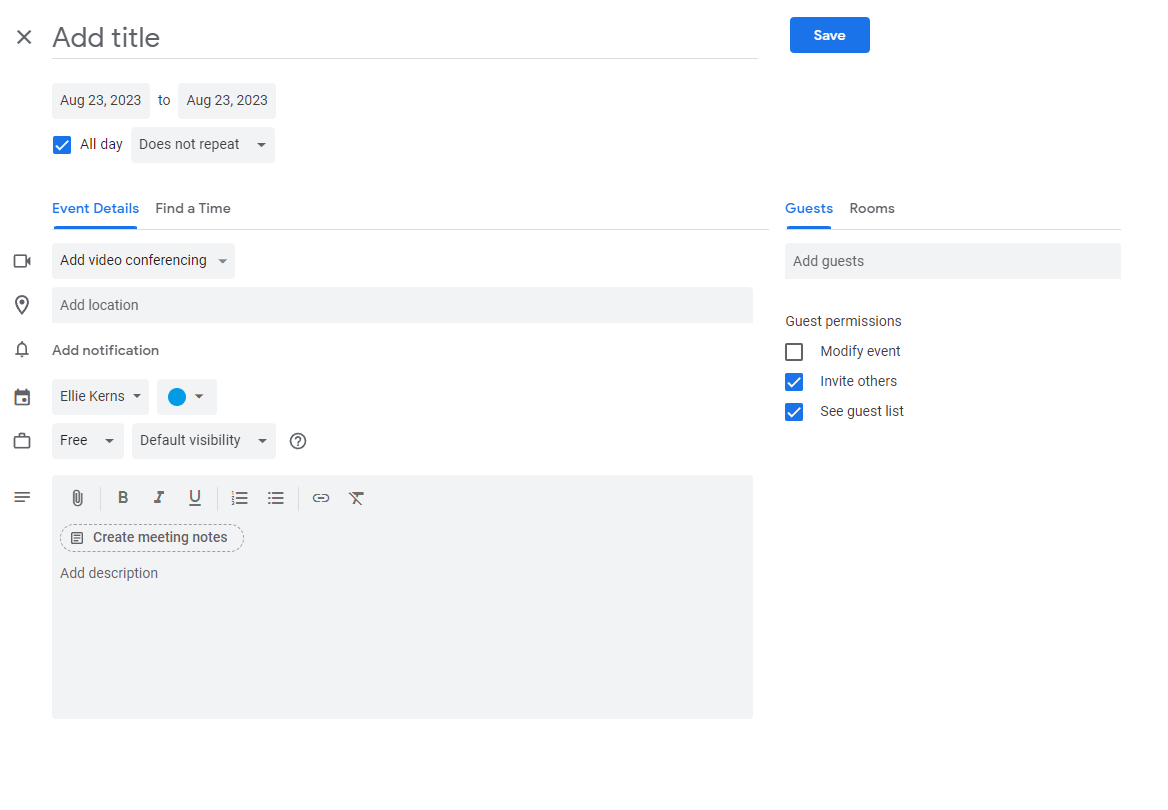 Add title
Save
Aug 23, 2023 to Aug 23, 2023
All day Does not repeat
Event Details Find a Time
Guests Rooms
Add video conferencing
Add guests
Add location
Guest permissions
Add notification
Modify event
Invite others
Ellie Kerns
See guest list
Free Default visibility
B I U
Create meeting notes
Add description